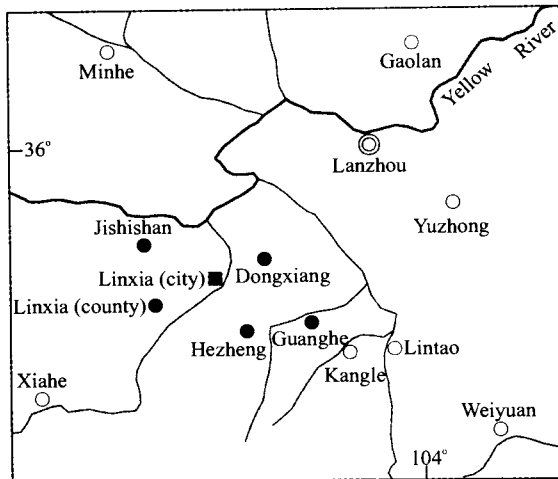 Minhe
Gaolan
Yellow River
36°
Lanzhou
Yuzhong
Jishishan
Linxia (city)
Dongxiang
Linxia (county)
Hezheng
Guanghe
Lintao
Kangle
Xiahe
Weiyuan
104°